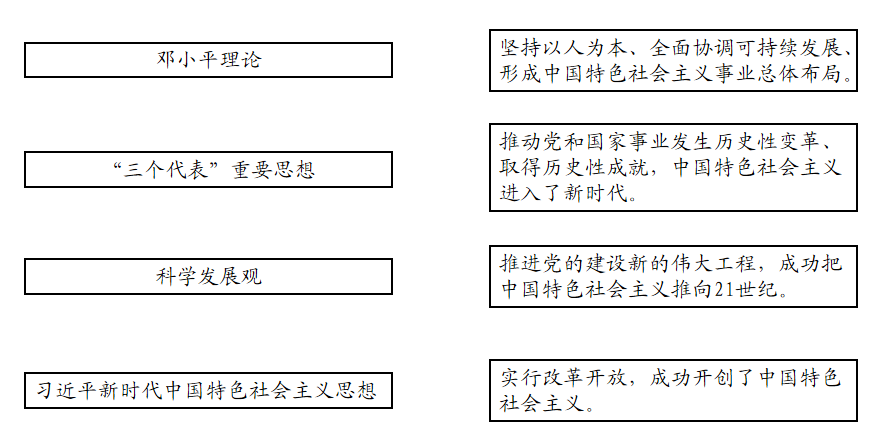 邓小平理论
“三个代表”重要思想
科学发展观
习近平新时代中国特色社会主义思想
坚持以人为本、全面协调可持续发展、
形成中国特色社会主义事业总体布局。
推动党和国家事业发生历史性变革、
取得历史性成就，中国特色社会主义
进入了新时代。
推进党的建设新的伟大工程，成功把
中国特色社会主义推向21世纪。
实行改革开放，成功开创了中国特色
社会主义。